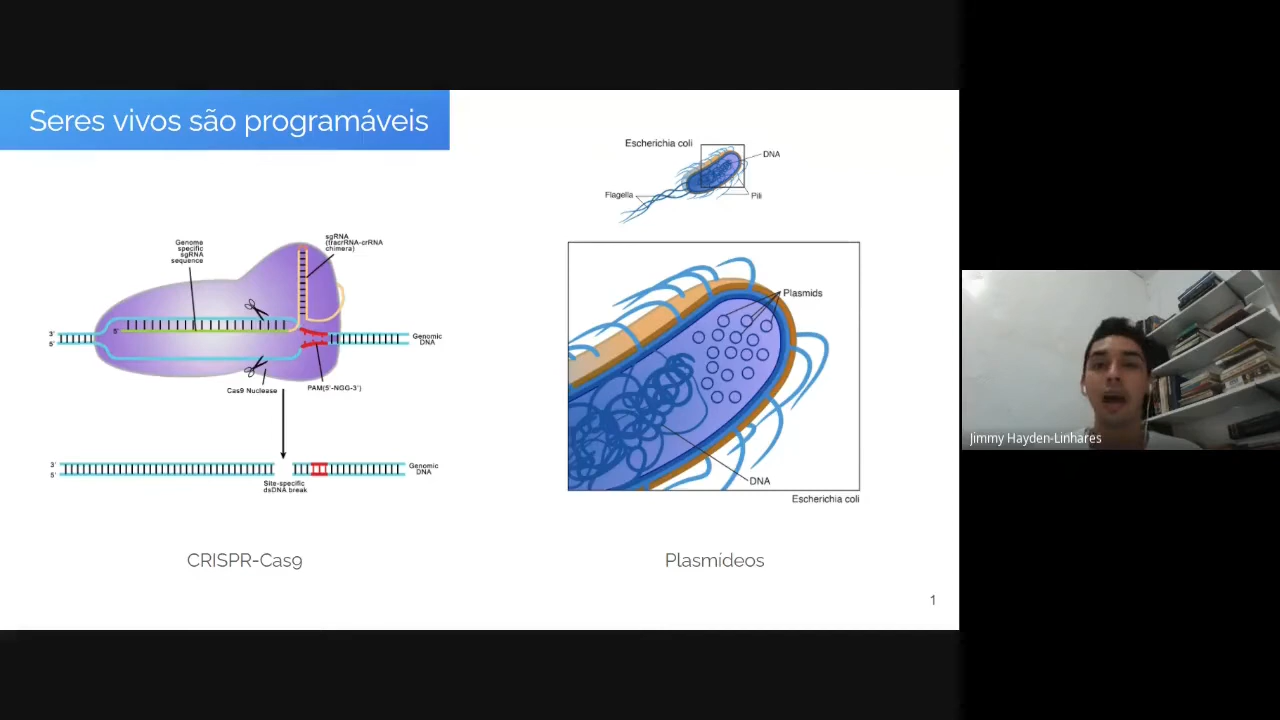 Seres vivos são programáveis
Genome
specific
sgRNA
sequence
sgRNA
(tracrRNA-crRNA
chimera)
5'
3'
5'
Genomic
DNA
Cas9 Nuclease
PAM(5'-NGG-3')
3'
5'
Genomic
DNA
Site-specific
dsDNA break
CRISPR-Cas9
Escherichia coli
DNA
Flagella
Pili
Plasmids
DNA
Escherichia coli
Plasmídeos
1
Jimmy Hayden-Linhares